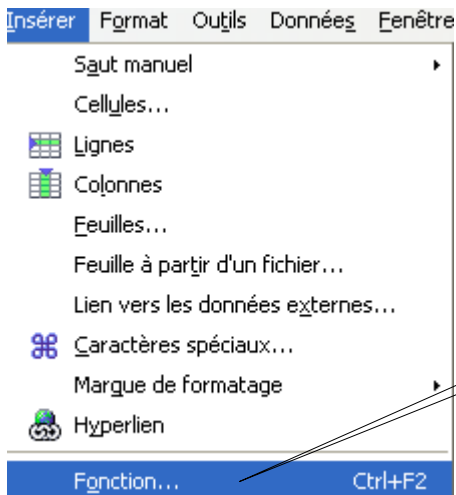 Insérer Format Outils Données Fenêtre
Saut manuel
Cellules...
Lignes
Colonnes
Feuilles...
Feuille à partir d'un fichier...
Lien vers les données externes...
Caractères spéciaux...
Marque de formatage
Hyperlien
Fonction... Ctrl+F2